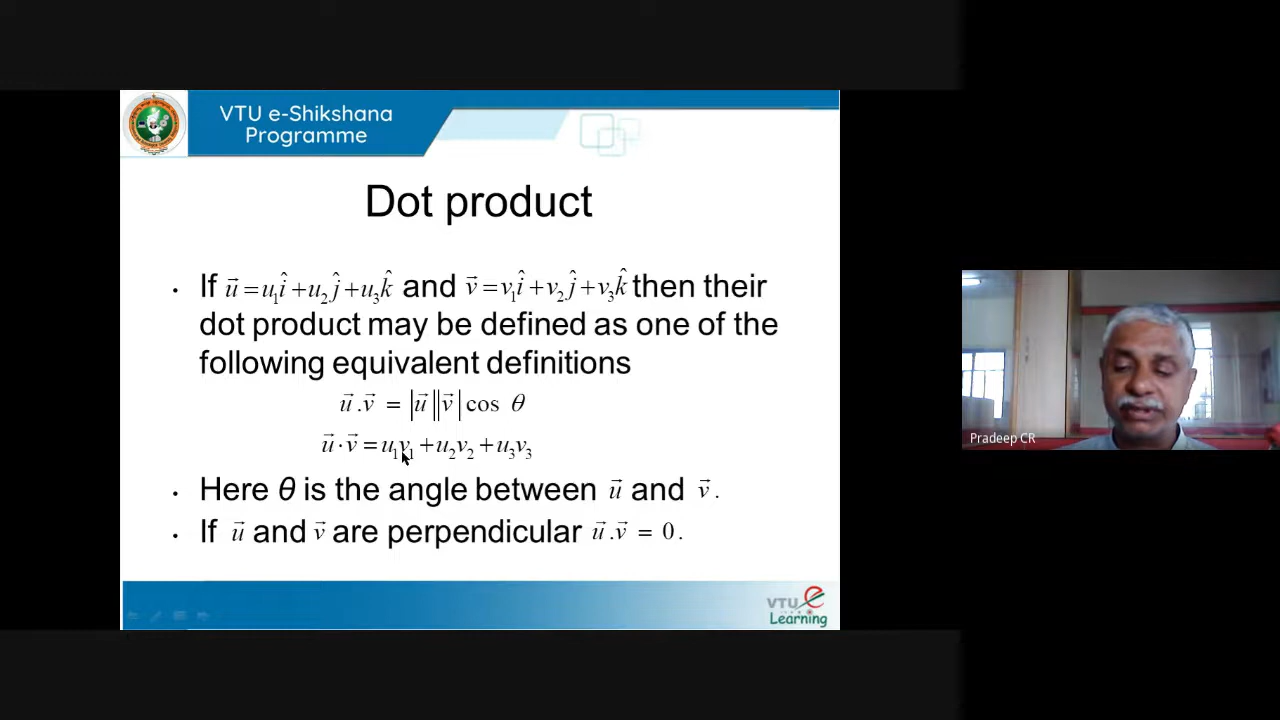 VTU e-Shikshana
Programme
Dot product
• If u⃗ = u₁î + u₂ĵ + u₃k̂ and v⃗ = v₁î + v₂ĵ + v₃k̂ then their
dot product may be defined as one of the
following equivalent definitions
u⃗ . v⃗ = |u⃗||v⃗| cos θ
u⃗ · v⃗ = u₁v₁ + u₂v₂ + u₃v₃
• Here θ is the angle between u⃗ and v⃗ .
• If u⃗ and v⃗ are perpendicular u⃗ . v⃗ = 0 .
VTU e
Learning
Pradeep CR